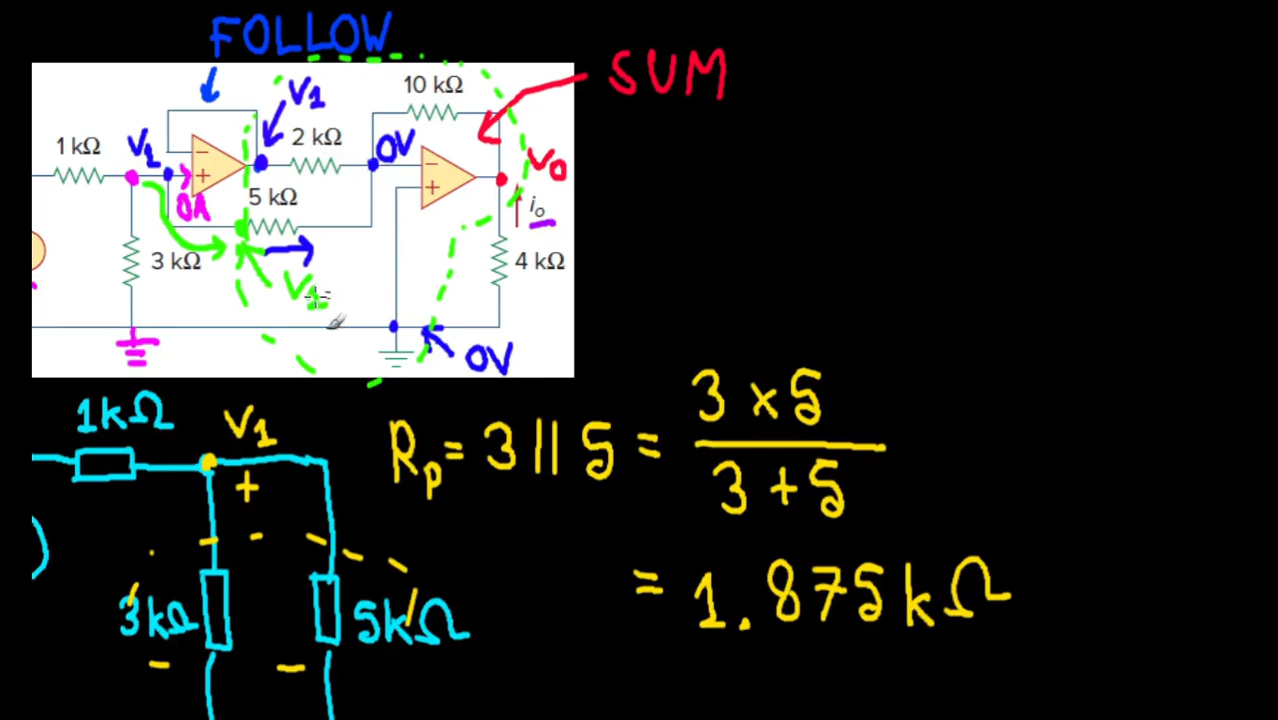 FOLLOW
SUM
10 kΩ
V1
1 kΩ
V1
2 kΩ
0V
V0
0A
5 kΩ
io
3 kΩ
4 kΩ
V1
0V
1kΩ
V1
Rp = 3 || 5 = 3 x 5
3 + 5
= 1.875 kΩ
3kΩ
5kΩ